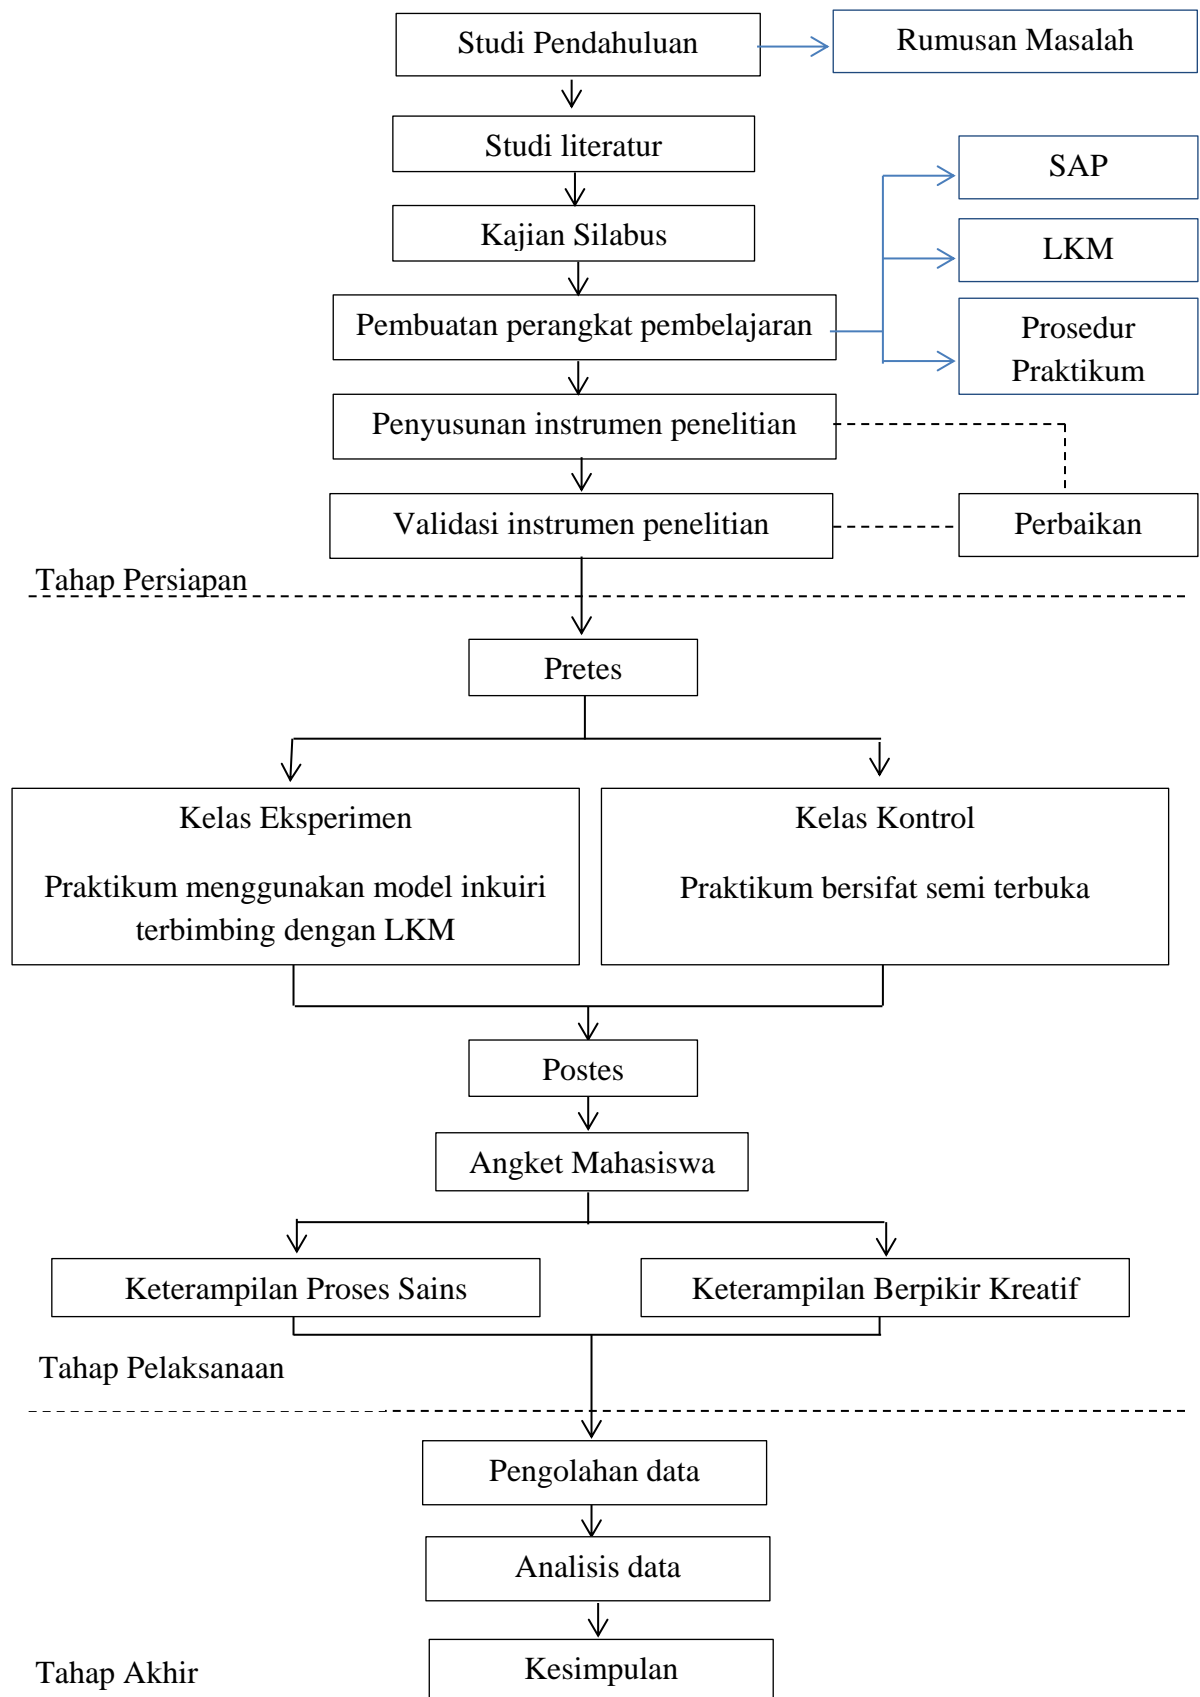 Studi Pendahuluan
Rumusan Masalah
Studi literatur
SAP
Kajian Silabus
LKM
Pembuatan perangkat pembelajaran
Prosedur
Praktikum
Penyusunan instrumen penelitian
Validasi instrumen penelitian
Perbaikan
Tahap Persiapan
Pretes
Kelas Eksperimen
Praktikum menggunakan model inkuiri
terbimbing dengan LKM
Kelas Kontrol
Praktikum bersifat semi terbuka
Postes
Angket Mahasiswa
Keterampilan Proses Sains
Keterampilan Berpikir Kreatif
Tahap Pelaksanaan
Pengolahan data
Analisis data
Kesimpulan
Tahap Akhir